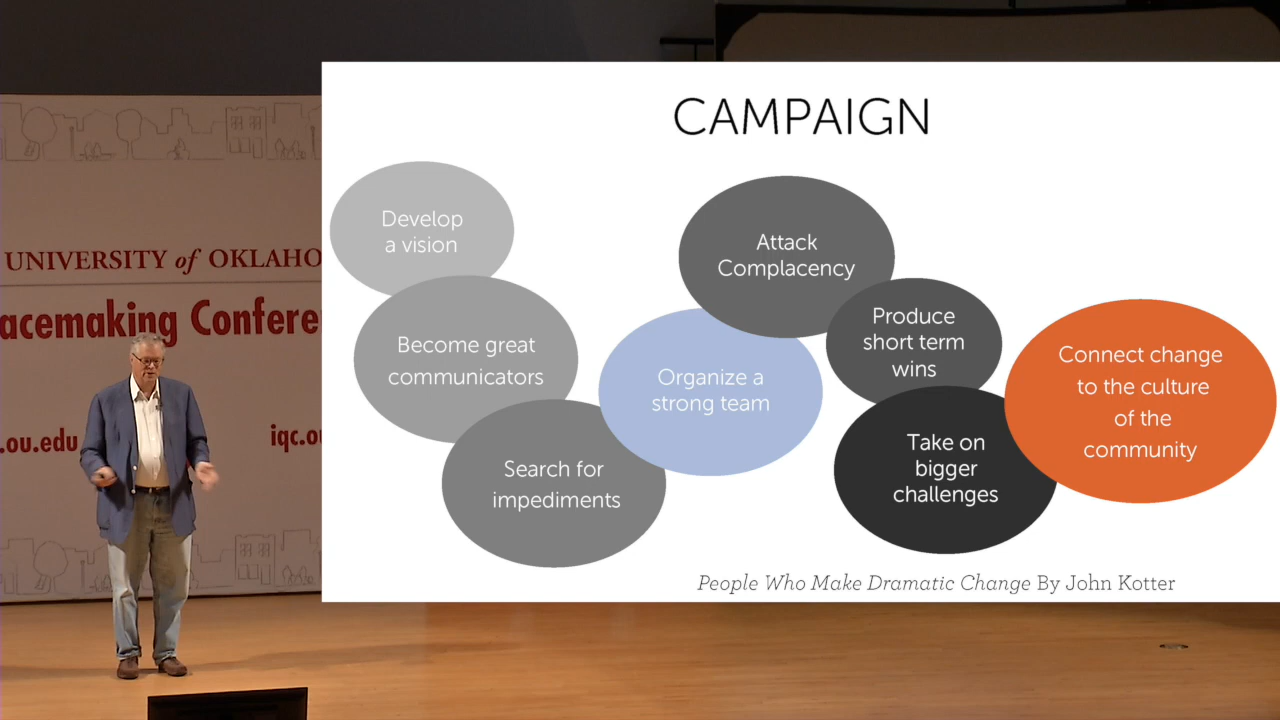 CAMPAIGN
Develop
a vision
Become great
communicators
Search for
impediments
Organize a
strong team
Attack
Complacency
Produce
short term
wins
Take on
bigger
challenges
Connect change
to the culture
of the
community
People Who Make Dramatic Change By John Kotter
UNIVERSITY of OKLAHO
acemaking Confere
.ou.edu
iqc.o